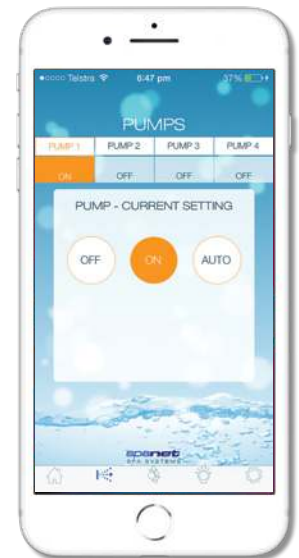 Telstra 6:47 pm 37%
PUMPS
PUMP 1 PUMP 2 PUMP 3 PUMP 4
ON OFF OFF OFF
PUMP - CURRENT SETTING
OFF ON AUTO
spanet
SPA SYSTEMS